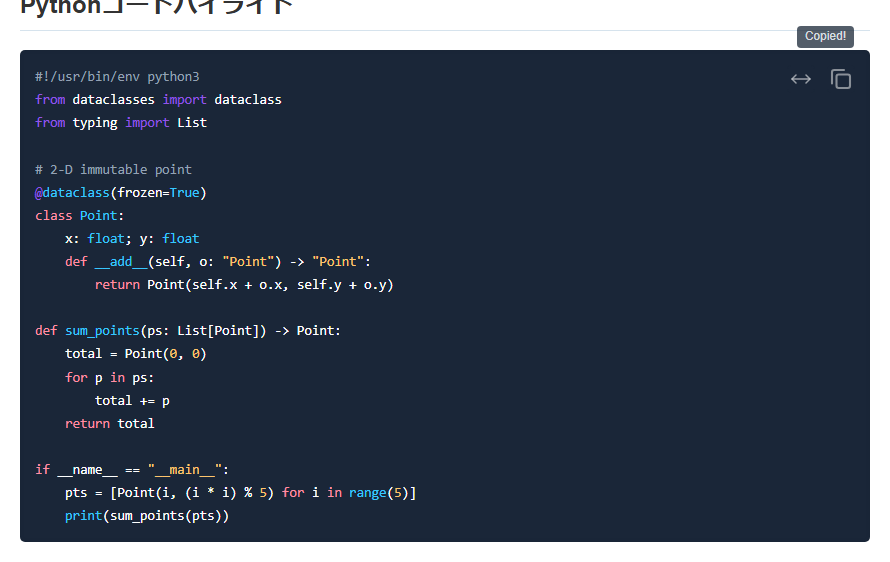 Pythonコードハイライト
Copied!
#!/usr/bin/env python3
from dataclasses import dataclass
from typing import List
# 2-D immutable point
@dataclass(frozen=True)
class Point:
    x: float; y: float
    def __add__(self, o: "Point") -> "Point":
        return Point(self.x + o.x, self.y + o.y)
def sum_points(ps: List[Point]) -> Point:
    total = Point(0, 0)
    for p in ps:
        total += p
    return total
if __name__ == "__main__":
    pts = [Point(i, (i * i) % 5) for i in range(5)]
    print(sum_points(pts))